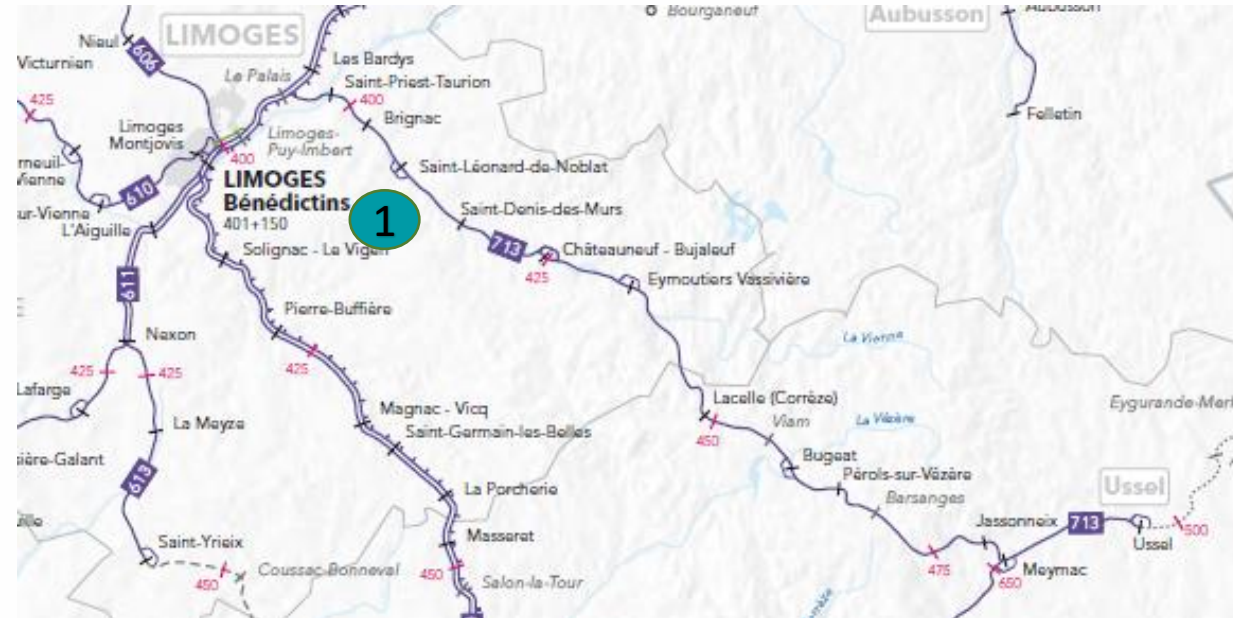 Bourganeuf
Aubusson
Aubusson
LIMOGES
Nieul
606
Victurnien
Les Bardys
Le Palais
Saint-Priest-Taurion
425
400
Brignac
Felletin
Limoges
Montjovis
Limoges-
Puy-Imbert
400
Saint-Léonard-de-Noblat
rneuil-
Vienne
LIMOGES
Bénédictins
401+150
1
610
ur-Vienne
L'Aiguille
Saint-Denis-des-Murs
713
Châteauneuf - Bujaleuf
425
Solignac - Le Vigen
Eymoutiers Vassivière
611
Pierre-Buffière
Nexon
La Vienne
425
425
425
Lafarge
Magnac - Vicq
Lacelle (Corrèze)
450
Viam
La Vézère
Eygurande-Merl
La Meyze
Saint-Germain-les-Belles
sière-Galant
Bugeat
Pérols-sur-Vézère
Barsanges
Ussel
613
La Porcherie
Masseret
Jassonneix
713
Ussel
500
Saint-Yrieix
450
Coussac-Bonneval
450
Salon-la-Tour
475
650
Meymac